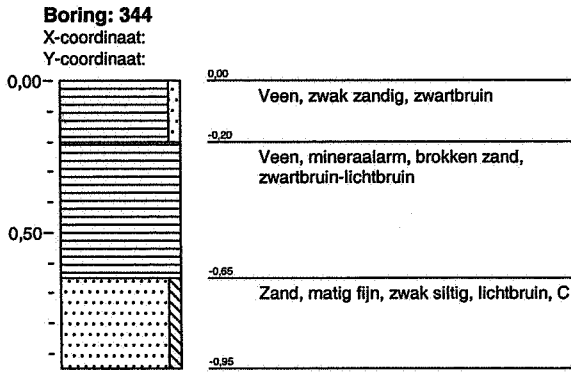 Boring: 344
X-coordinaat:
Y-coordinaat:
0,00
0,00
Veen, zwak zandig, zwartbruin
-0,20
Veen, mineraalarm, brokken zand,
zwartbruin-lichtbruin
0,50
-0,65
Zand, matig fijn, zwak siltig, lichtbruin, C
-0,95